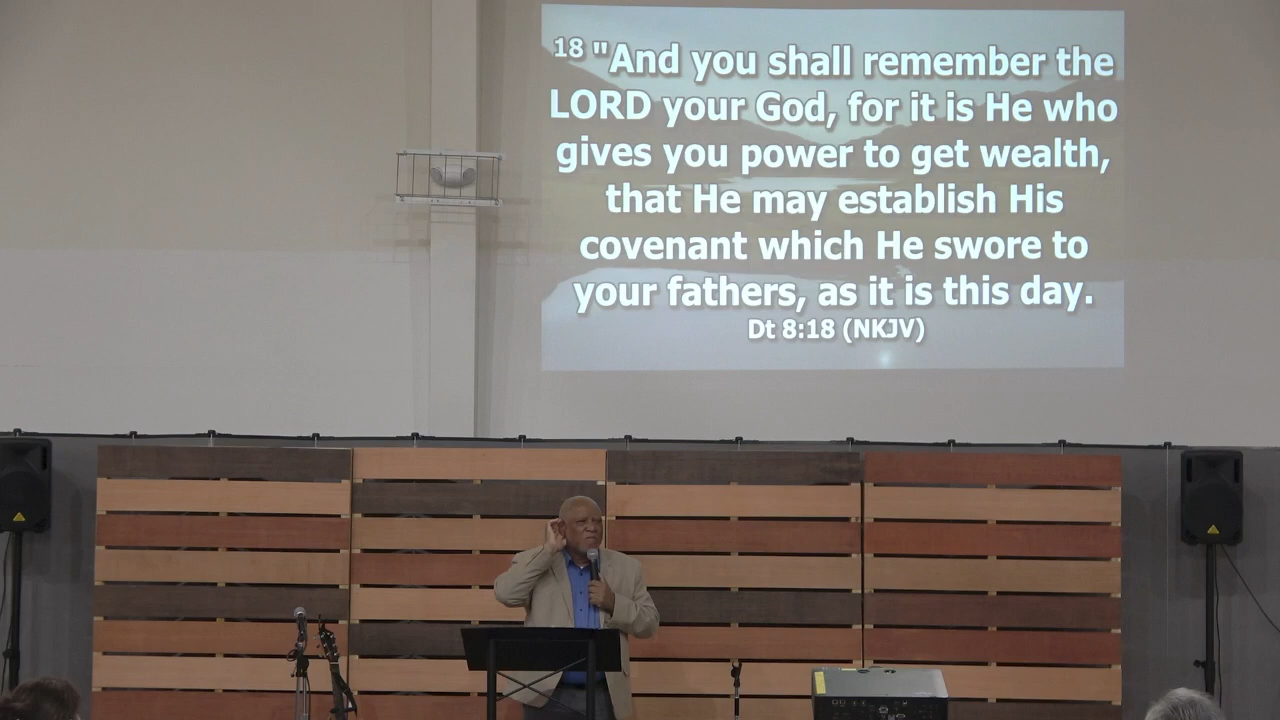 18 "And you shall remember the
LORD your God, for it is He who
gives you power to get wealth,
that He may establish His
covenant which He swore to
your fathers, as it is this day.
Dt 8:18 (NKJV)